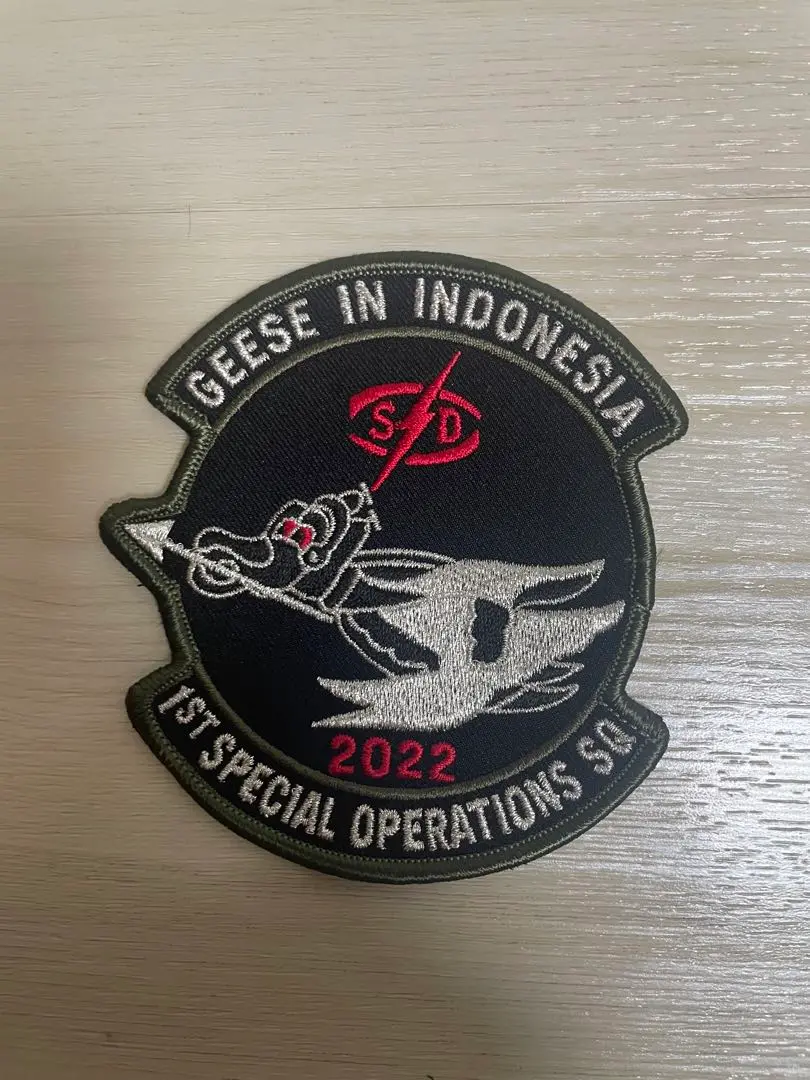 GEESE IN INDONESIA
S D
2022
1ST SPECIAL OPERATIONS SQ